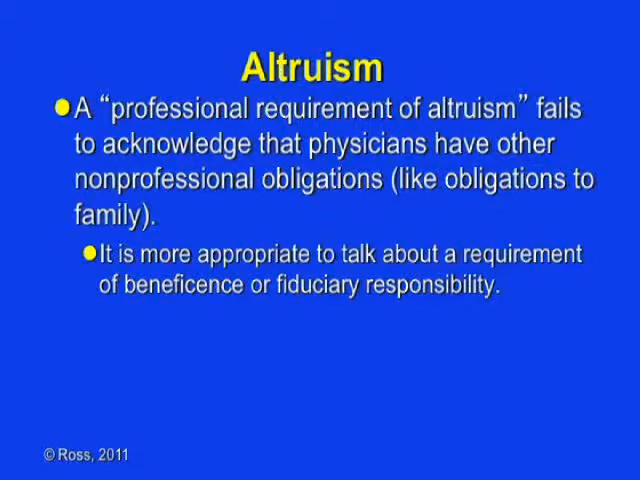 Altruism
A “professional requirement of altruism” fails
to acknowledge that physicians have other
nonprofessional obligations (like obligations to
family).
It is more appropriate to talk about a requirement
of beneficence or fiduciary responsibility.
© Ross, 2011